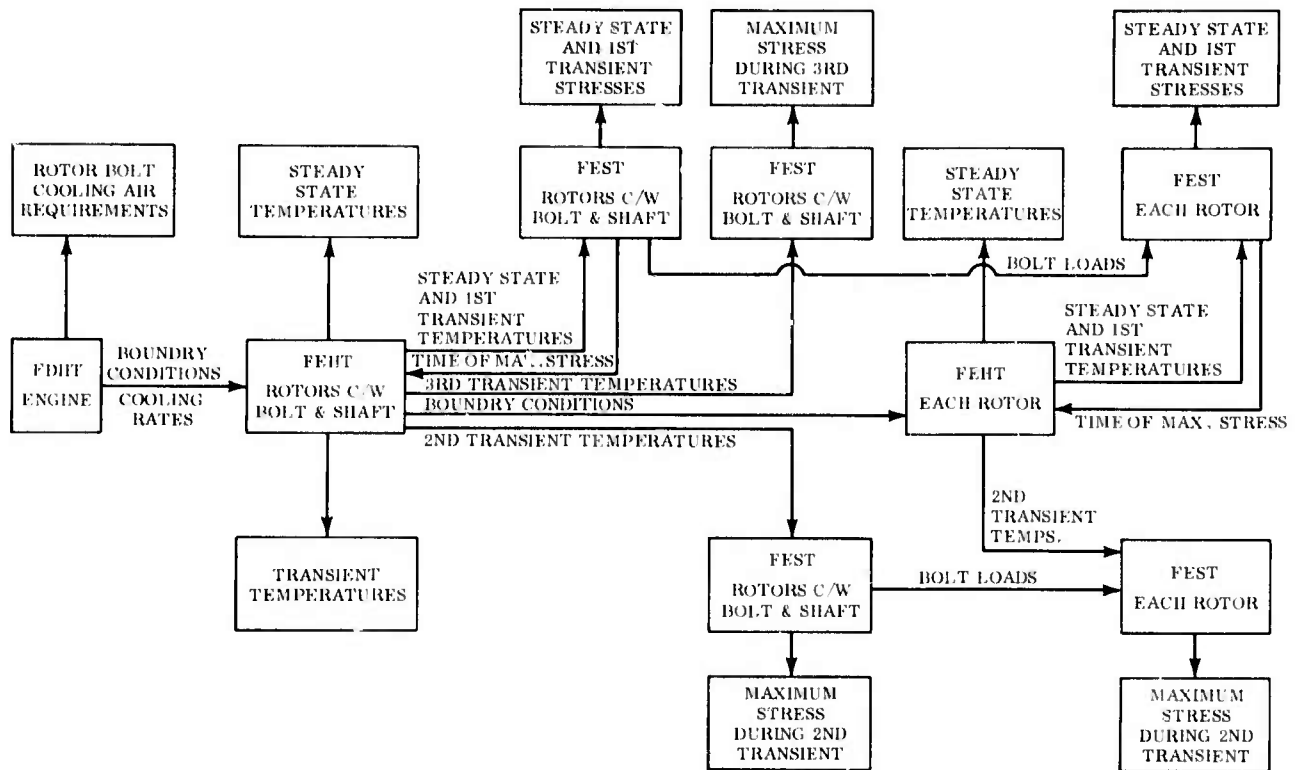 STEADY STATE
AND 1ST
TRANSIENT
STRESSES
MAXIMUM
STRESS
DURING 3RD
TRANSIENT
STEADY STATE
AND 1ST
TRANSIENT
STRESSES
ROTOR BOLT
COOLING AIR
REQUIREMENTS
STEADY
STATE
TEMPERATURES
FEST
ROTORS C/W
BOLT & SHAFT
FEST
ROTORS C/W
BOLT & SHAFT
STEADY
STATE
TEMPERATURES
FEST
EACH ROTOR
BOLT LOADS
STEADY STATE
AND 1ST
TRANSIENT
TEMPERATURES
STEADY STATE
AND 1ST
TRANSIENT
TEMPERATURES
FDHT
ENGINE
BOUNDRY
CONDITIONS
COOLING
RATES
FEHT
ROTORS C/W
BOLT & SHAFT
TIME OF MAX. STRESS
3RD TRANSIENT TEMPERATURES
BOUNDRY CONDITIONS
2ND TRANSIENT TEMPERATURES
FEHT
EACH ROTOR
TIME OF MAX. STRESS
2ND
TRANSIENT
TEMPS.
TRANSIENT
TEMPERATURES
FEST
ROTORS C/W
BOLT & SHAFT
BOLT LOADS
FEST
EACH ROTOR
MAXIMUM
STRESS
DURING 2ND
TRANSIENT
MAXIMUM
STRESS
DURING 2ND
TRANSIENT